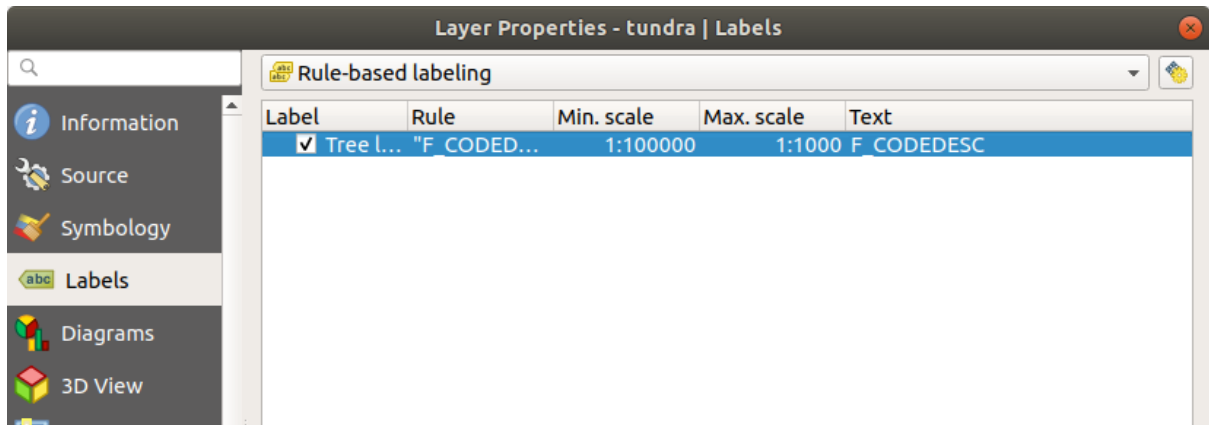 Layer Properties - tundra | Labels
Rule-based labeling
Information
Source
Symbology
abc Labels
Diagrams
3D View
Label Rule Min. scale Max. scale Text
Tree l... "F_CODED... 1:100000 1:1000 F_CODEDESC